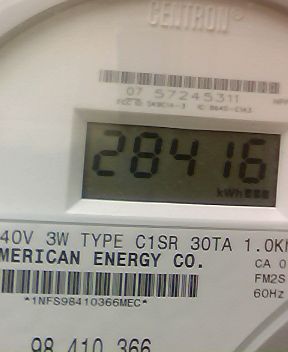 CENTRON®
07 57245311
28416
kWh
40V 3W TYPE C1SR 30TA 1.0K
MERICAN ENERGY CO.
CA 0
FM2S
60Hz
*1NFS98410366MEC*
98 410 366